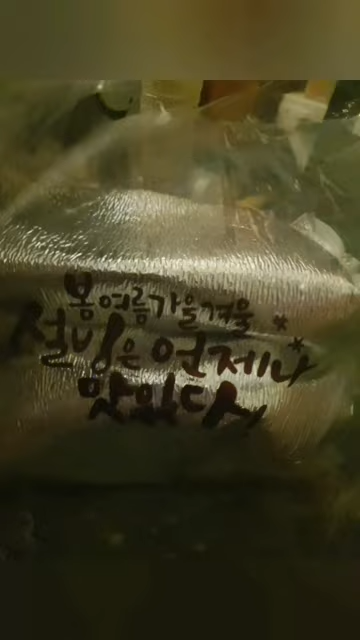 봄여름가을겨울
설빙은 언제나
맛있다